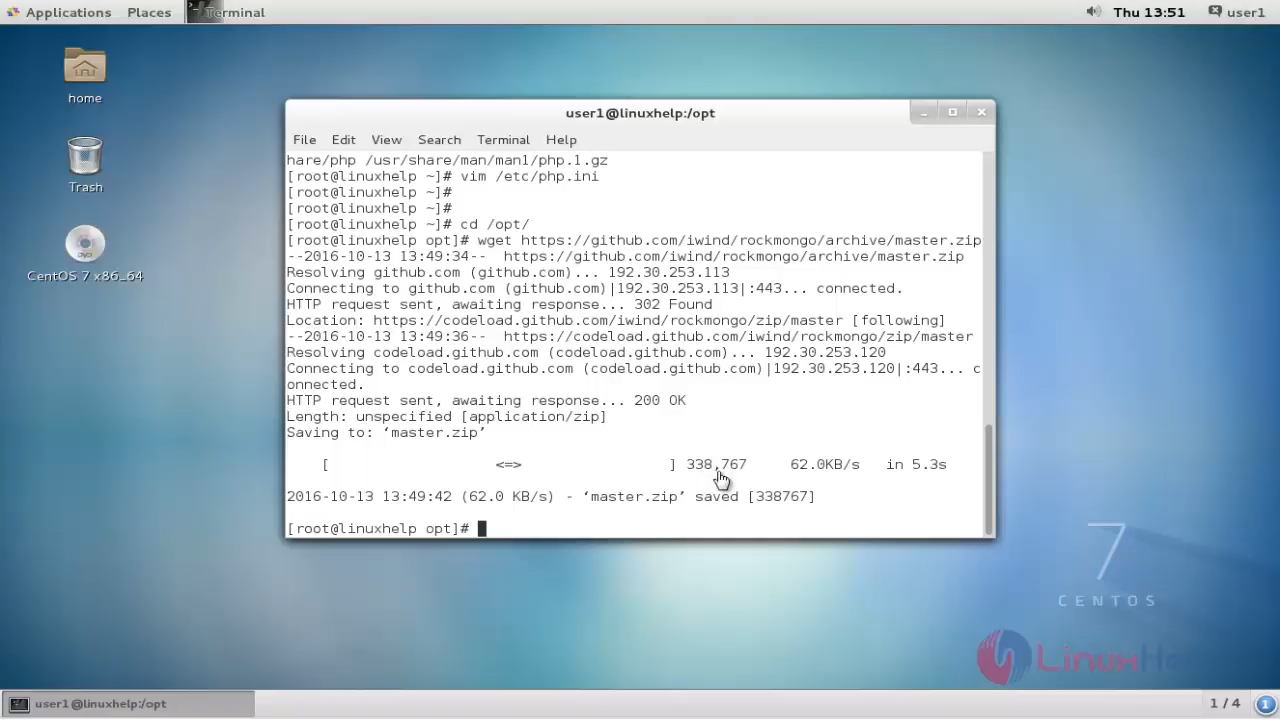 Applications Places Terminal Thu 13:51 user1
home
Trash
CentOS 7 x86_64
user1@linuxhelp:/opt
File Edit View Search Terminal Help
hare/php /usr/share/man/man1/php.1.gz
[root@linuxhelp ~]# vim /etc/php.ini
[root@linuxhelp ~]#
[root@linuxhelp ~]#
[root@linuxhelp ~]# cd /opt/
[root@linuxhelp opt]# wget https://github.com/iwind/rockmongo/archive/master.zip
--2016-10-13 13:49:34--  https://github.com/iwind/rockmongo/archive/master.zip
Resolving github.com (github.com)... 192.30.253.113
Connecting to github.com (github.com)|192.30.253.113|:443... connected.
HTTP request sent, awaiting response... 302 Found
Location: https://codeload.github.com/iwind/rockmongo/zip/master [following]
--2016-10-13 13:49:36--  https://codeload.github.com/iwind/rockmongo/zip/master
Resolving codeload.github.com (codeload.github.com)... 192.30.253.120
Connecting to codeload.github.com (codeload.github.com)|192.30.253.120|:443... c
onnected.
HTTP request sent, awaiting response... 200 OK
Length: unspecified [application/zip]
Saving to: ‘master.zip’
[ <=> ] 338,767 62.0KB/s in 5.3s
2016-10-13 13:49:42 (62.0 KB/s) - ‘master.zip’ saved [338767]
[root@linuxhelp opt]#
7
CENTOS
user1@linuxhelp:/opt 1 / 4 1